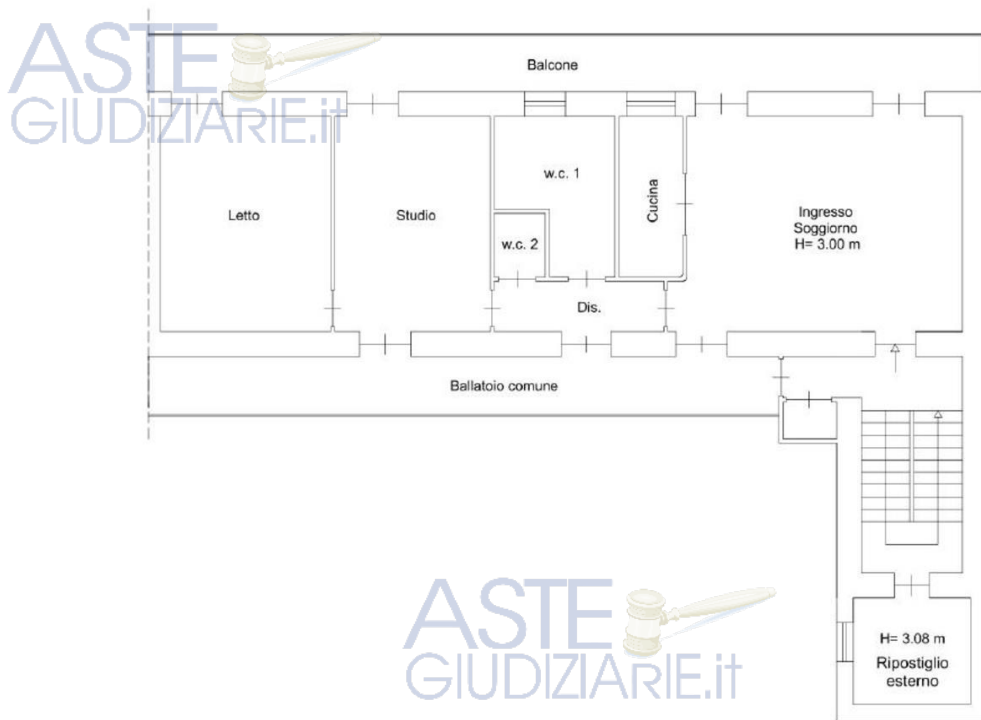 ASTE
GIUDIZIARIE.it
Balcone
w.c. 1
Letto
Studio
Cucina
Ingresso
Soggiorno
H= 3.00 m
w.c. 2
Dis.
Ballatoio comune
ASTE
GIUDIZIARIE.it
H= 3.08 m
Ripostiglio
esterno